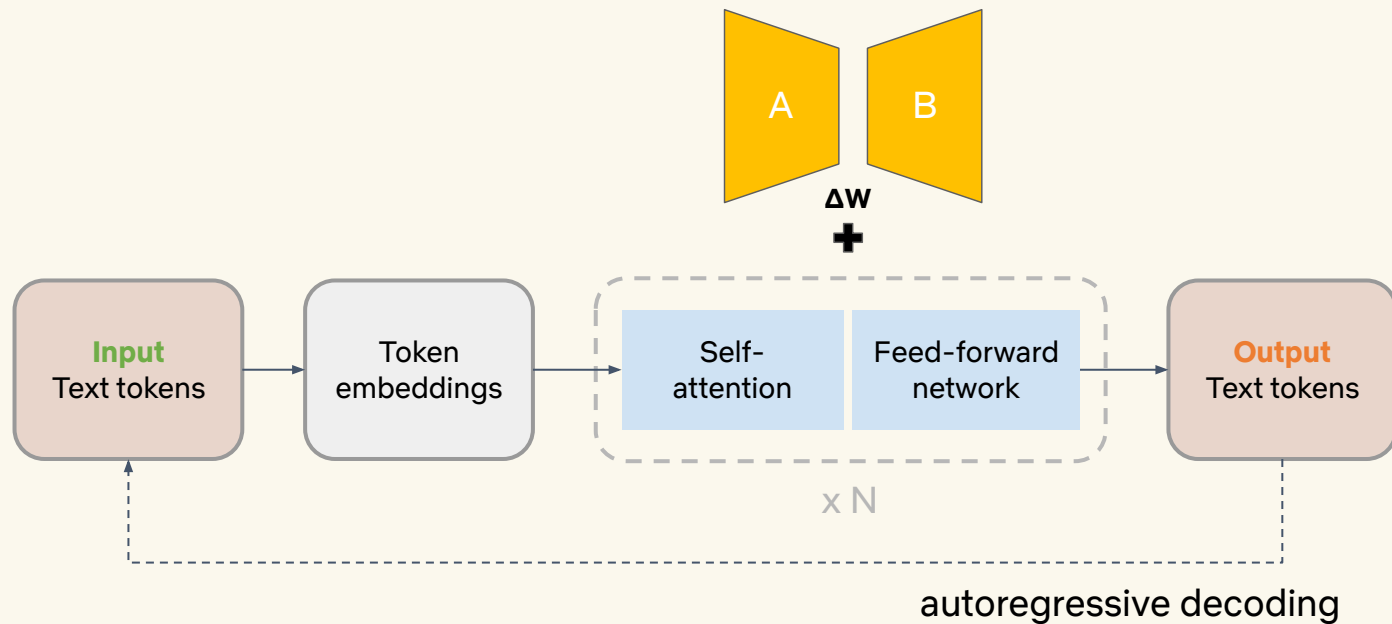 A
B
ΔW
Input
Text tokens
Token
embeddings
Self-
attention
Feed-forward
network
Output
Text tokens
x N
autoregressive decoding